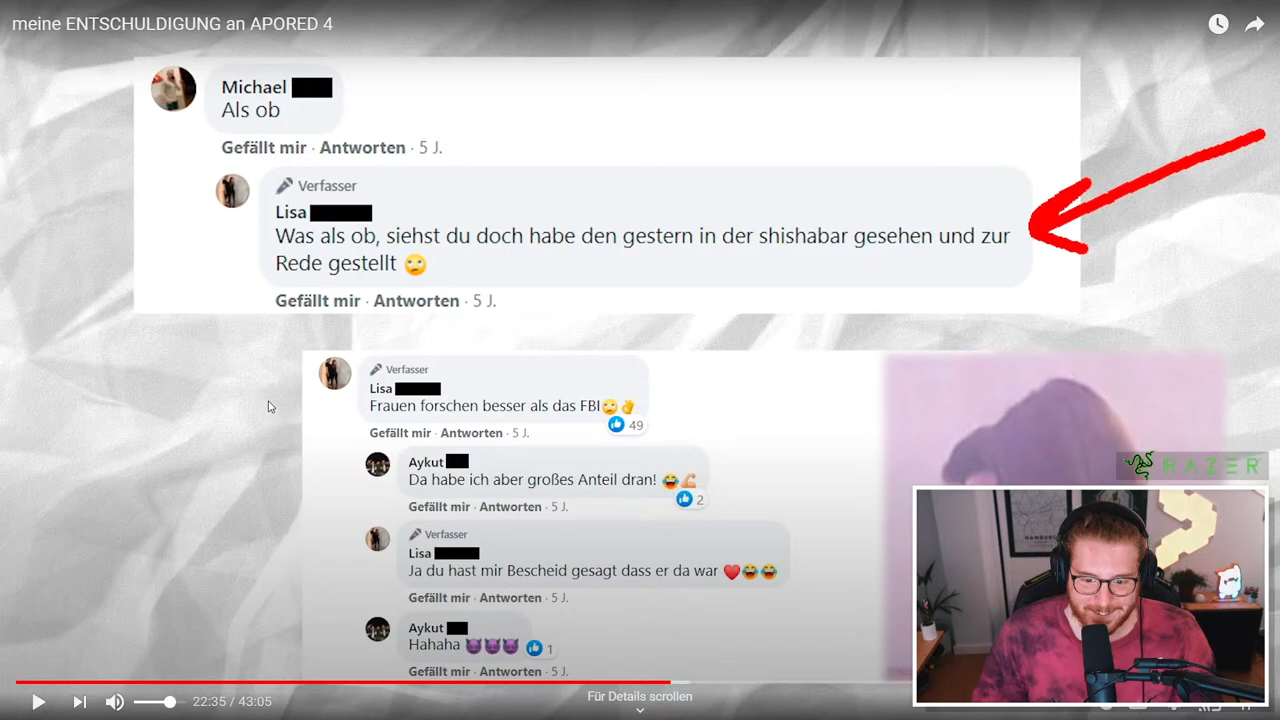 meine ENTSCHULDIGUNG an APORED 4
Michael
Als ob
Gefällt mir · Antworten · 5 J.
Verfasser
Lisa
Was als ob, siehst du doch habe den gestern in der shishabar gesehen und zur
Rede gestellt 🙄
Gefällt mir · Antworten · 5 J.
Verfasser
Lisa
Frauen forschen besser als das FBI🙄👌
49
Gefällt mir · Antworten · 5 J.
Aykut
Da habe ich aber großes Anteil dran! 😂💪
2
Gefällt mir · Antworten · 5 J.
Verfasser
Lisa
Ja du hast mir Bescheid gesagt dass er da war ❤️😂😂
Gefällt mir · Antworten · 5 J.
Aykut
Hahaha 😈😈😈
1
Gefällt mir · Antworten · 5 J.
RAZER
HAMBURG
22:35 / 43:05
Für Details scrollen